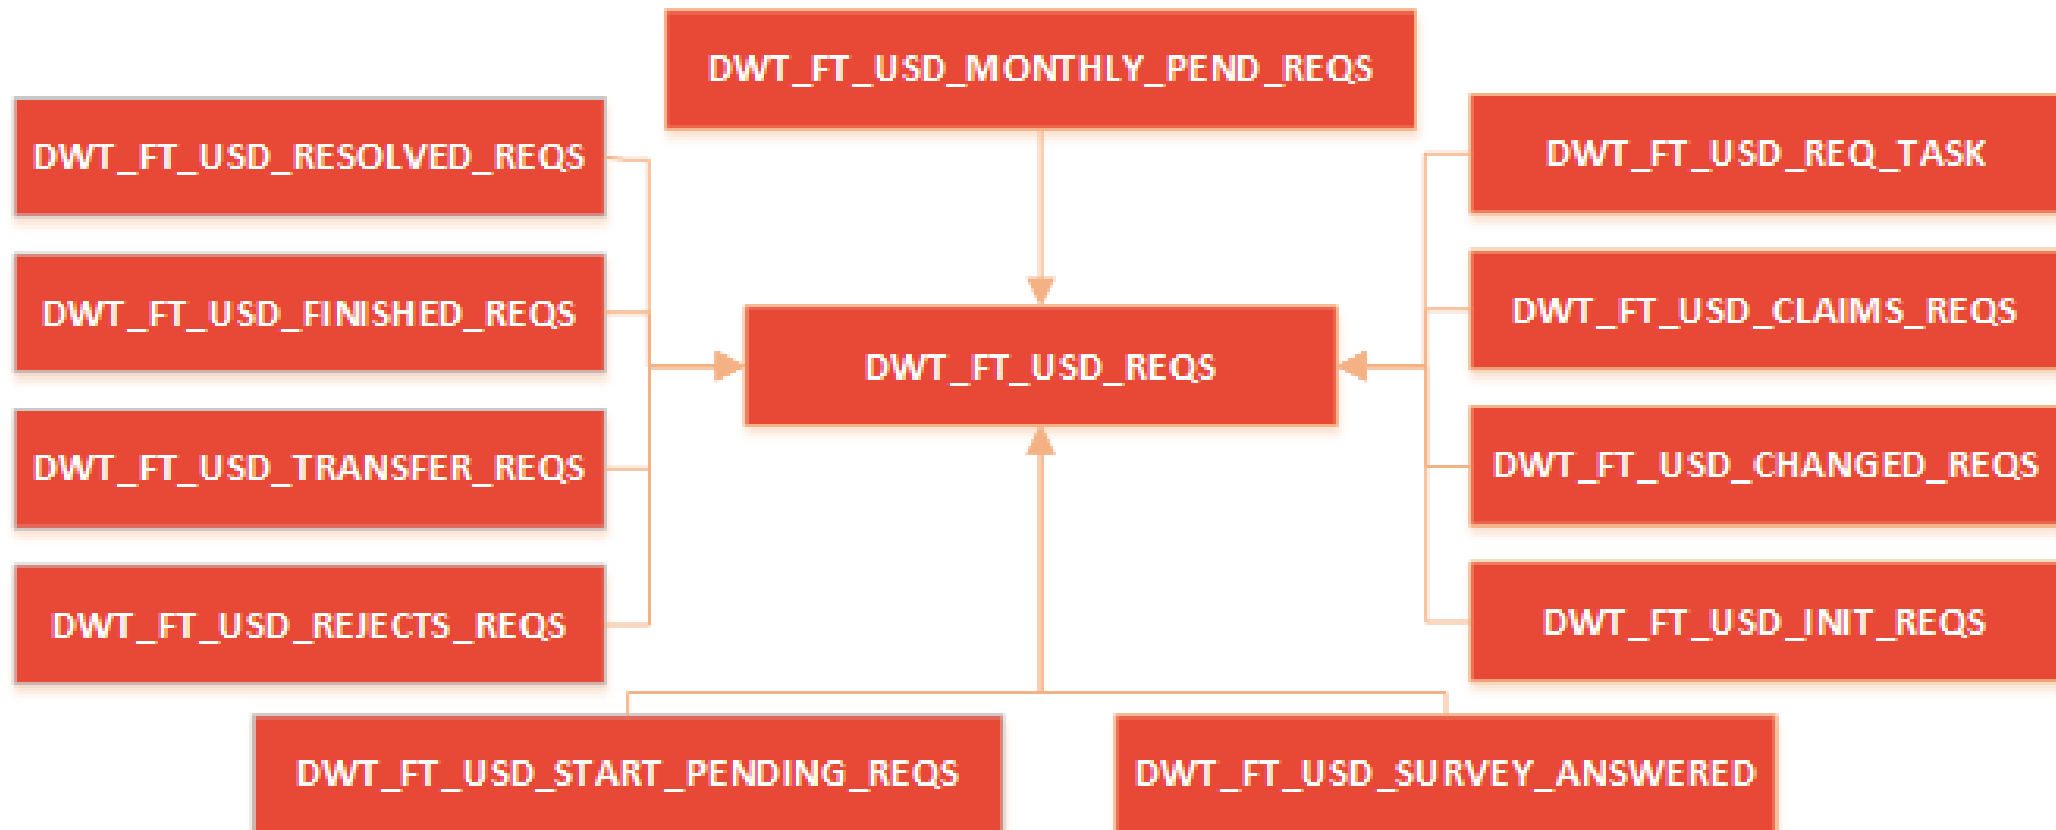 DWT_FT_USD_MONTHLY_PEND_REQS
DWT_FT_USD_RESOLVED_REQS
DWT_FT_USD_REQ_TASK
DWT_FT_USD_FINISHED_REQS
DWT_FT_USD_CLAIMS_REQS
DWT_FT_USD_REQS
DWT_FT_USD_TRANSFER_REQS
DWT_FT_USD_CHANGED_REQS
DWT_FT_USD_REJECTS_REQS
DWT_FT_USD_INIT_REQS
DWT_FT_USD_START_PENDING_REQS
DWT_FT_USD_SURVEY_ANSWERED